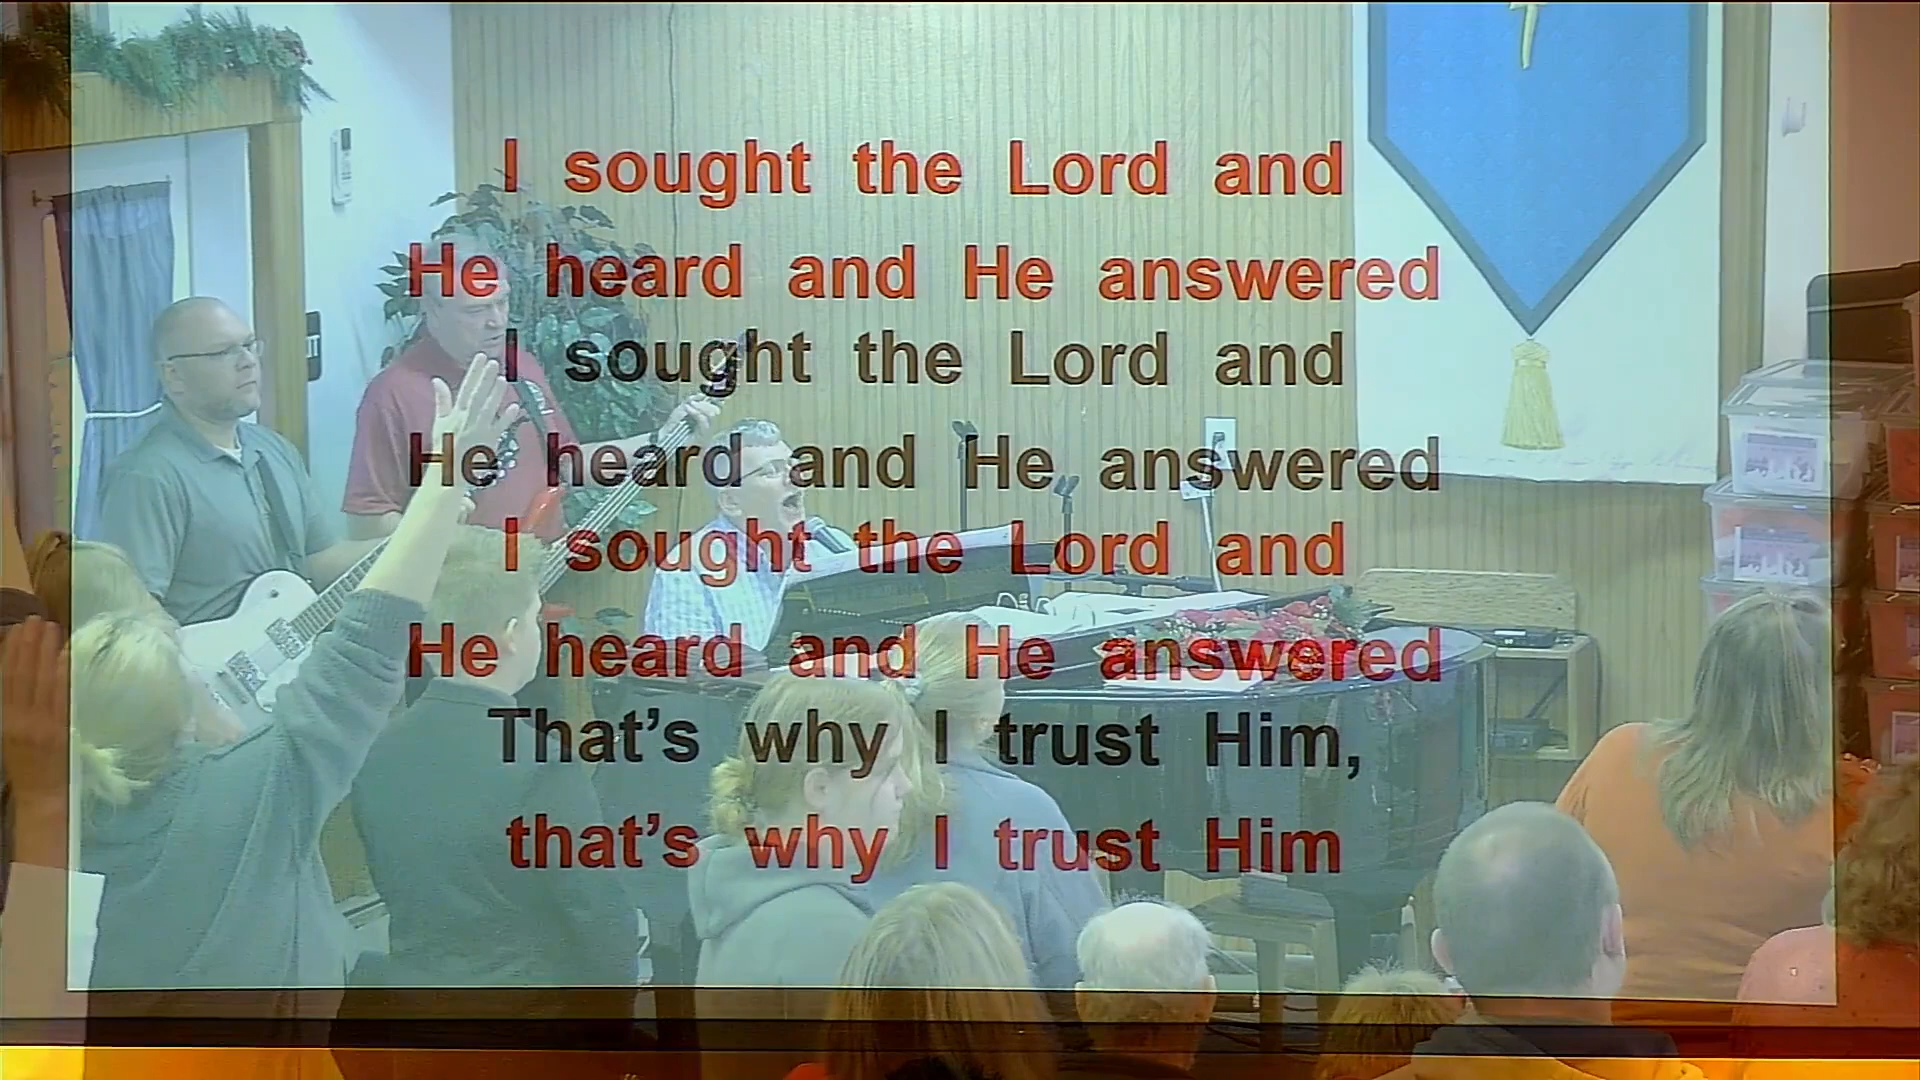 I sought the Lord and
He heard and He answered
I sought the Lord and
He heard and He answered
I sought the Lord and
He heard and He answered
That's why I trust Him,
that's why I trust Him